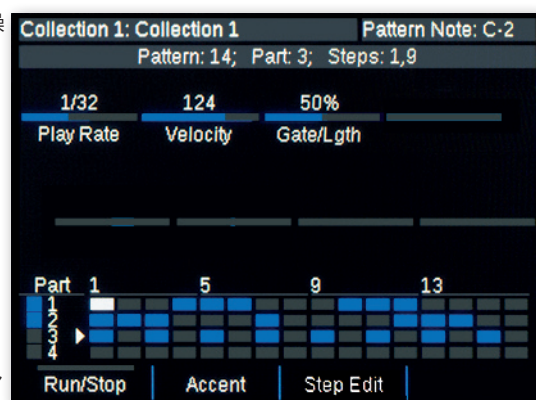 Collection 1: Collection 1 Pattern Note: C-2
Pattern: 14; Part: 3; Steps: 1,9
1/32 124 50%
Play Rate Velocity Gate/Lgth
Part 1 5 9 13
1
2
3
4
Run/Stop Accent Step Edit